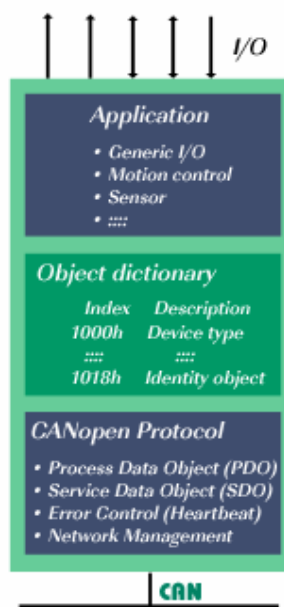 I/O
Application
• Generic I/O
• Motion control
• Sensor
• ::::
Object dictionary
Index Description
1000h Device type
:::: ::::
1018h Identity object
CANopen Protocol
• Process Data Object (PDO)
• Service Data Object (SDO)
• Error Control (Heartbeat)
• Network Management
CAN